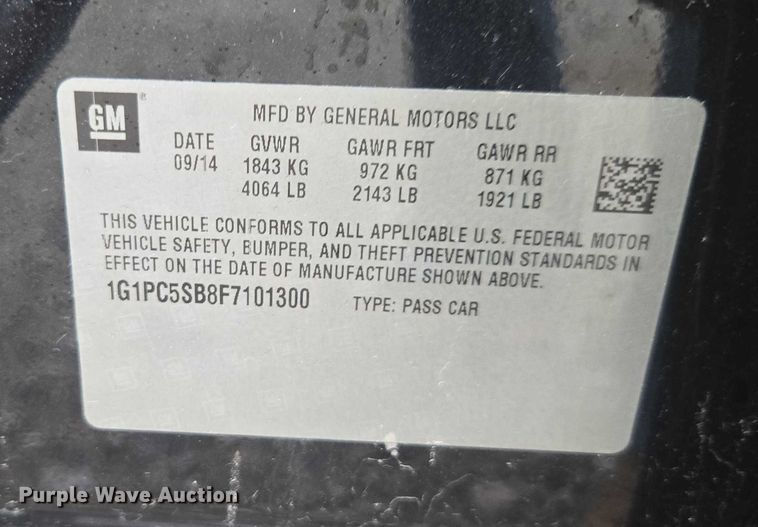 GM ®
MFD BY GENERAL MOTORS LLC
DATE GVWR GAWR FRT GAWR RR
09/14 1843 KG 972 KG 871 KG
4064 LB 2143 LB 1921 LB
THIS VEHICLE CONFORMS TO ALL APPLICABLE U.S. FEDERAL MOTOR
VEHICLE SAFETY, BUMPER, AND THEFT PREVENTION STANDARDS IN
EFFECT ON THE DATE OF MANUFACTURE SHOWN ABOVE.
1G1PC5SB8F7101300 TYPE: PASS CAR
Purple Wave Auction